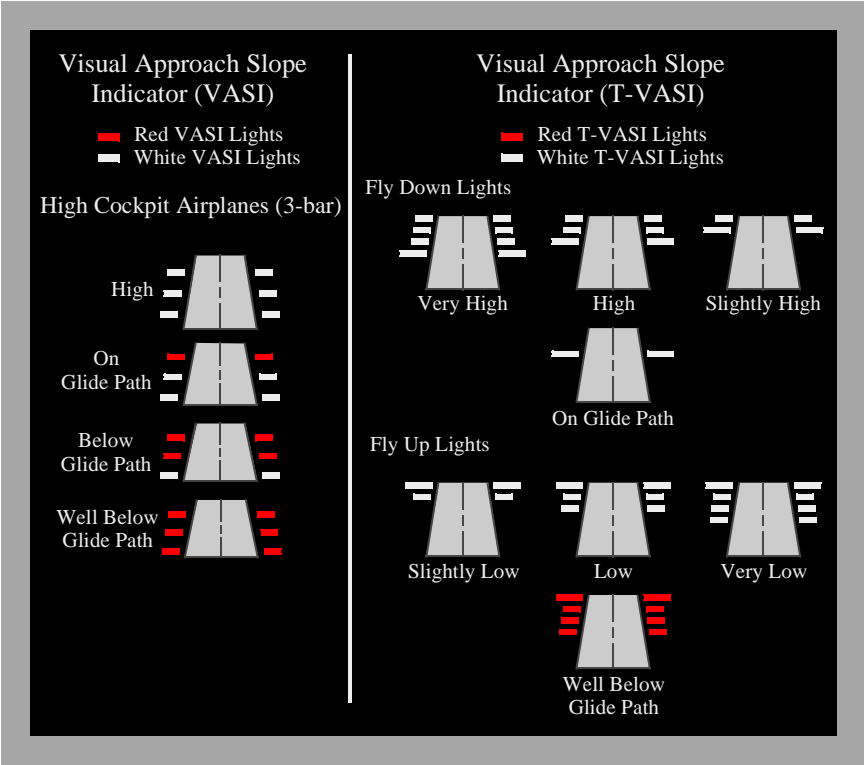 Visual Approach Slope
Indicator (VASI)
Red VASI Lights
White VASI Lights
High Cockpit Airplanes (3-bar)
High
On
Glide Path
Below
Glide Path
Well Below
Glide Path
Visual Approach Slope
Indicator (T-VASI)
Red T-VASI Lights
White T-VASI Lights
Fly Down Lights
Very High
High
Slightly High
On Glide Path
Fly Up Lights
Slightly Low
Low
Very Low
Well Below
Glide Path